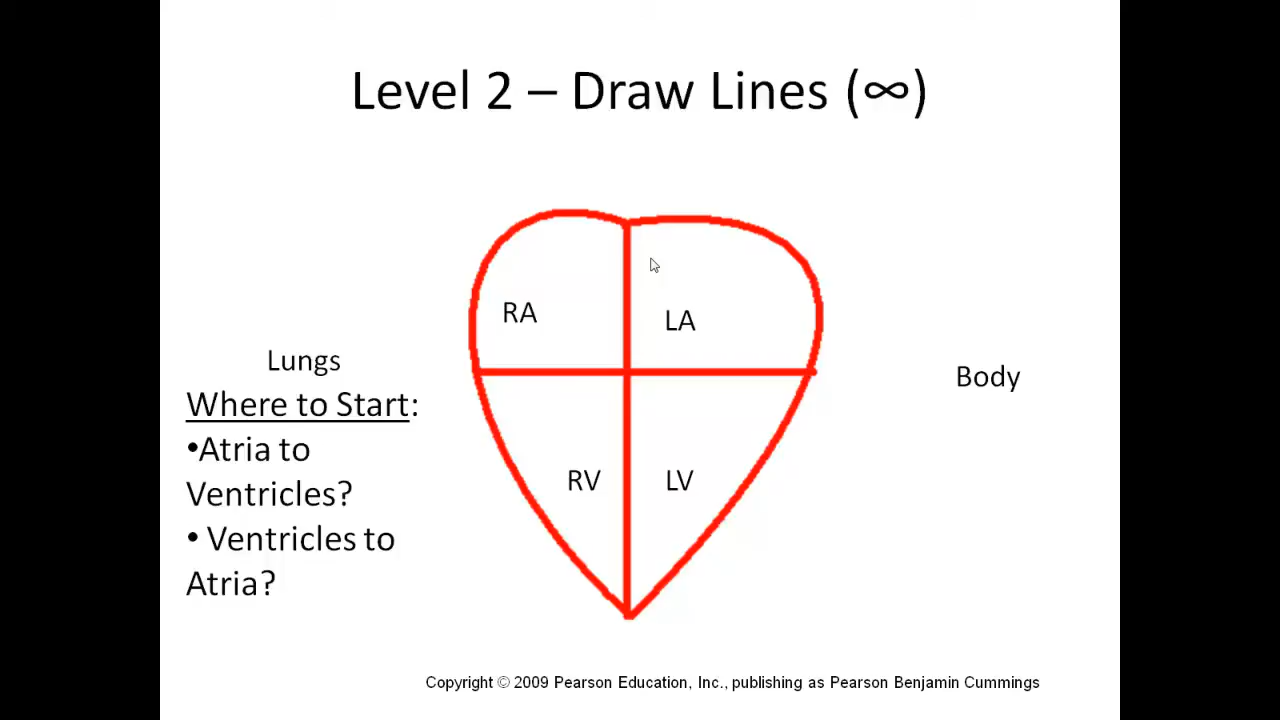 Level 2 – Draw Lines (∞)
RA
LA
Lungs
Body
Where to Start:
•Atria to
Ventricles?
• Ventricles to
Atria?
RV
LV
Copyright © 2009 Pearson Education, Inc., publishing as Pearson Benjamin Cummings